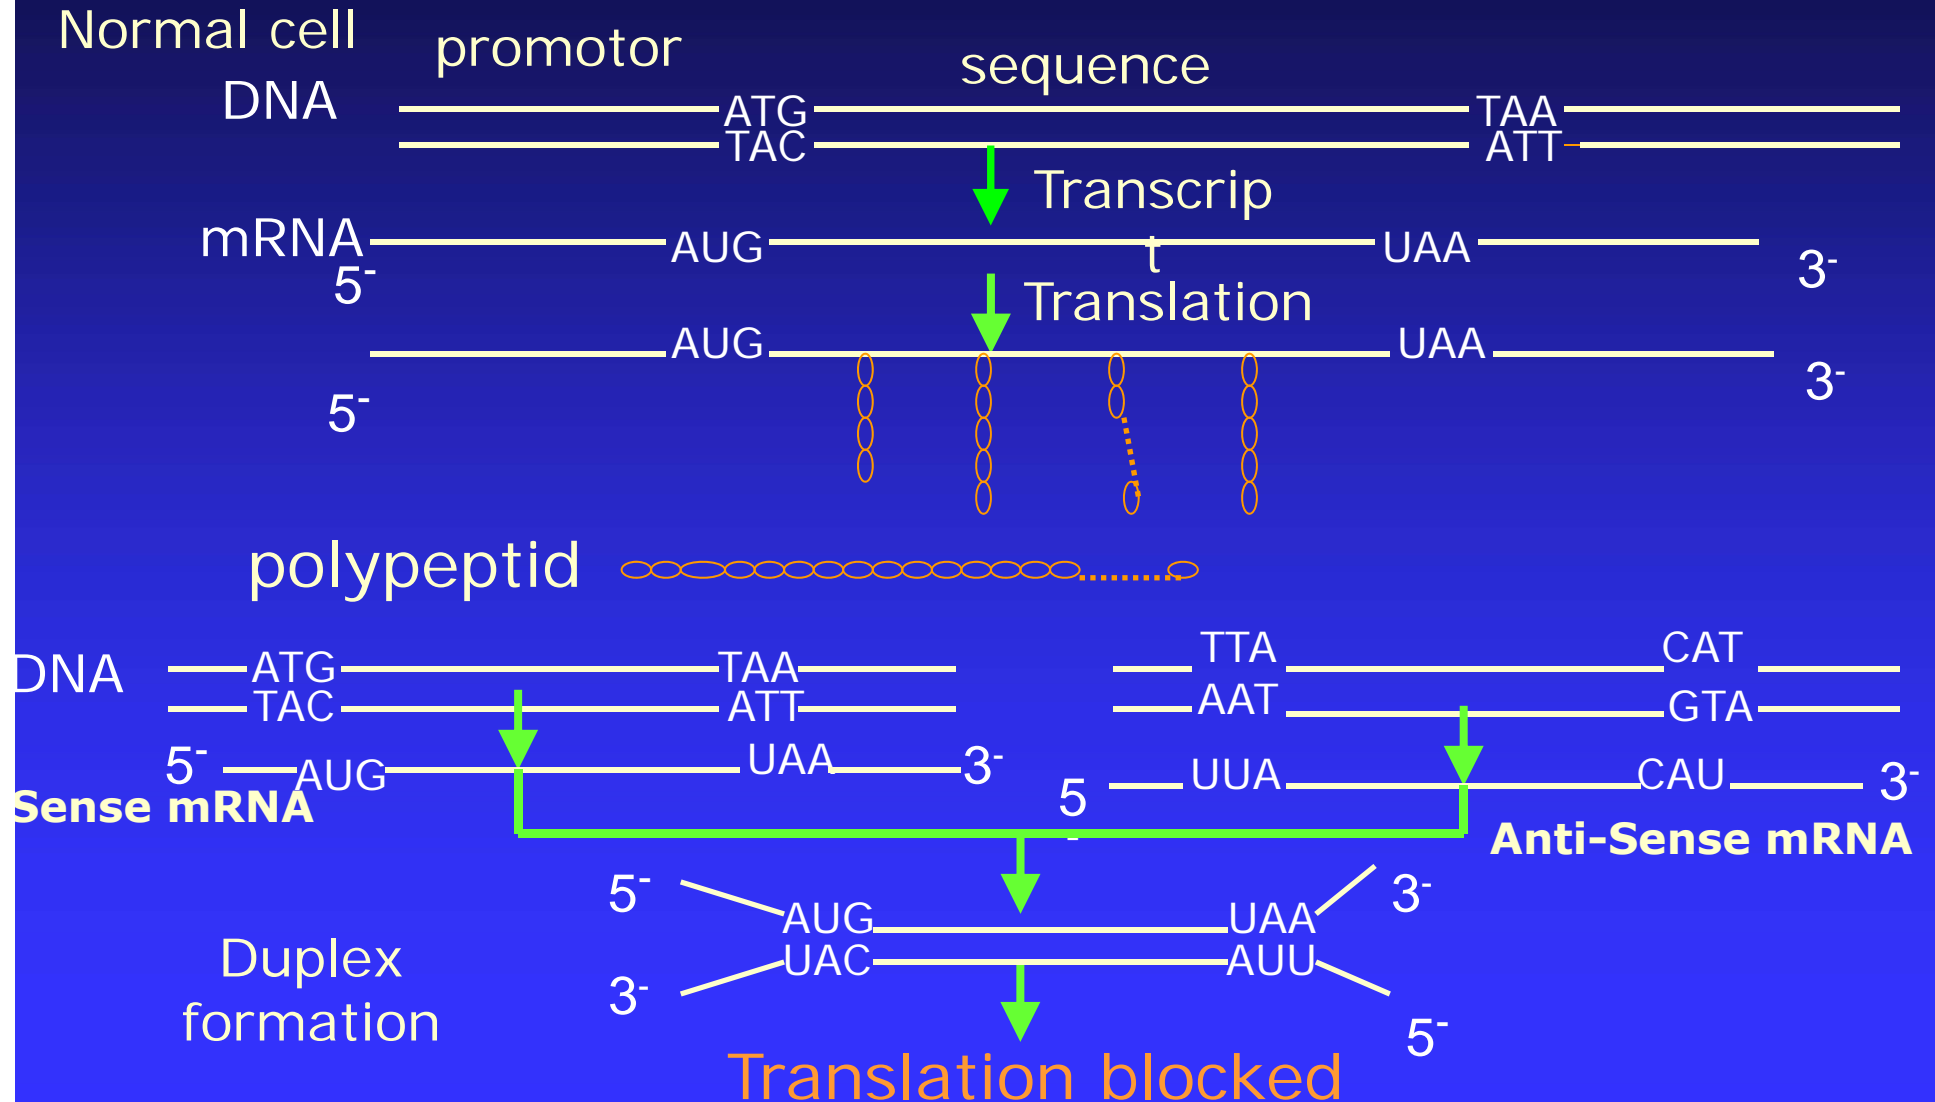 Normal cell
promotor
sequence
DNA
ATG TAA
TAC ATT
Transcrip
t
mRNA
AUG UAA
5- 3-
Translation
AUG UAA
5- 3-
polypeptid
DNA
ATG TAA
TAC ATT
TTA CAT
AAT GTA
5- AUG UAA 3-
Sense mRNA
5
-
UUA CAU 3-
Anti-Sense mRNA
5- 3-
AUG UAA
UAC AUU
3- 5-
Duplex
formation
Translation blocked